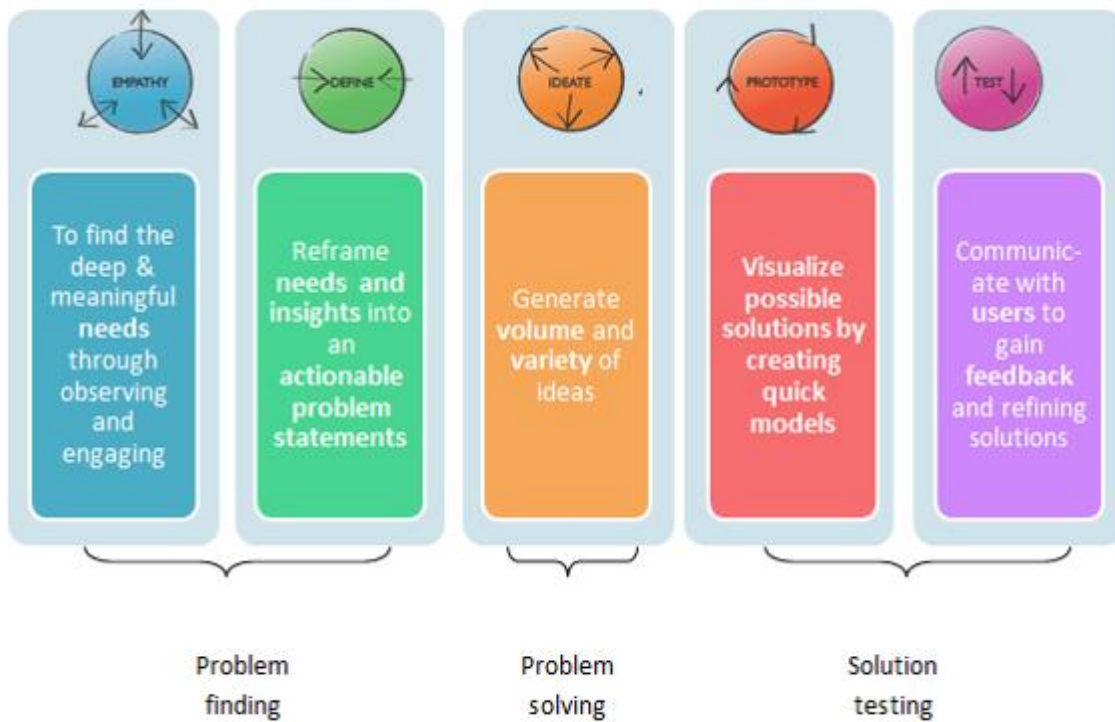 EMPATHY
DEFINE
IDEATE
PROTOTYPE
TEST
To find the
deep &
meaningful
needs
through
observing
and
engaging
Reframe
needs and
insights into
an
actionable
problem
statements
Generate
volume and
variety of
ideas
Visualize
possible
solutions by
creating
quick
models
Communic-
ate with
users to
gain
feedback
and refining
solutions
Problem
finding
Problem
solving
Solution
testing